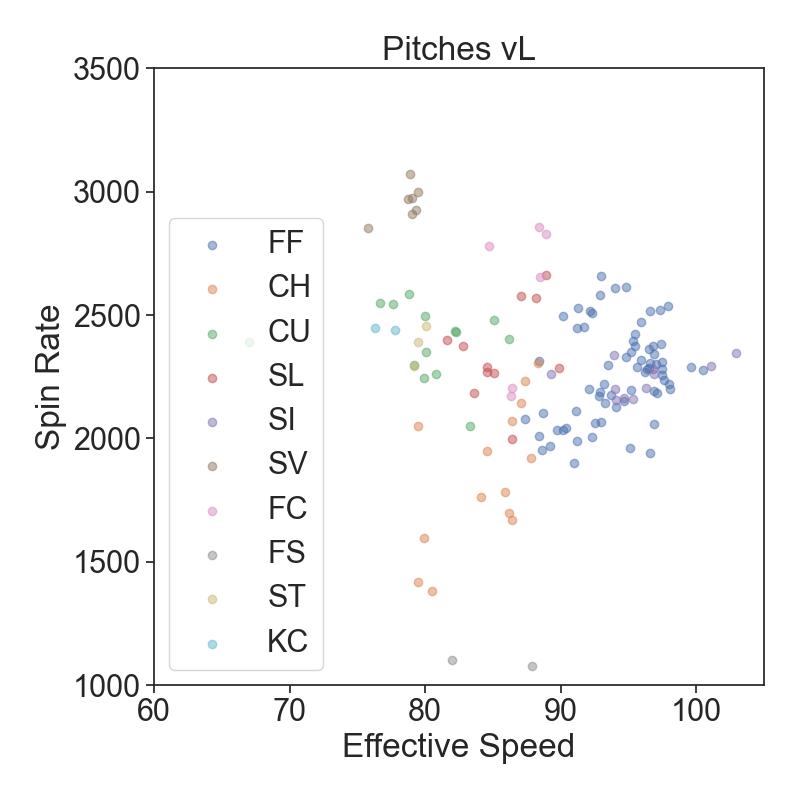 Pitches vL
3500
3000
2500
2000
1500
1000
Spin Rate
FF
CH
CU
SL
SI
SV
FC
FS
ST
KC
60 70 80 90 100
Effective Speed